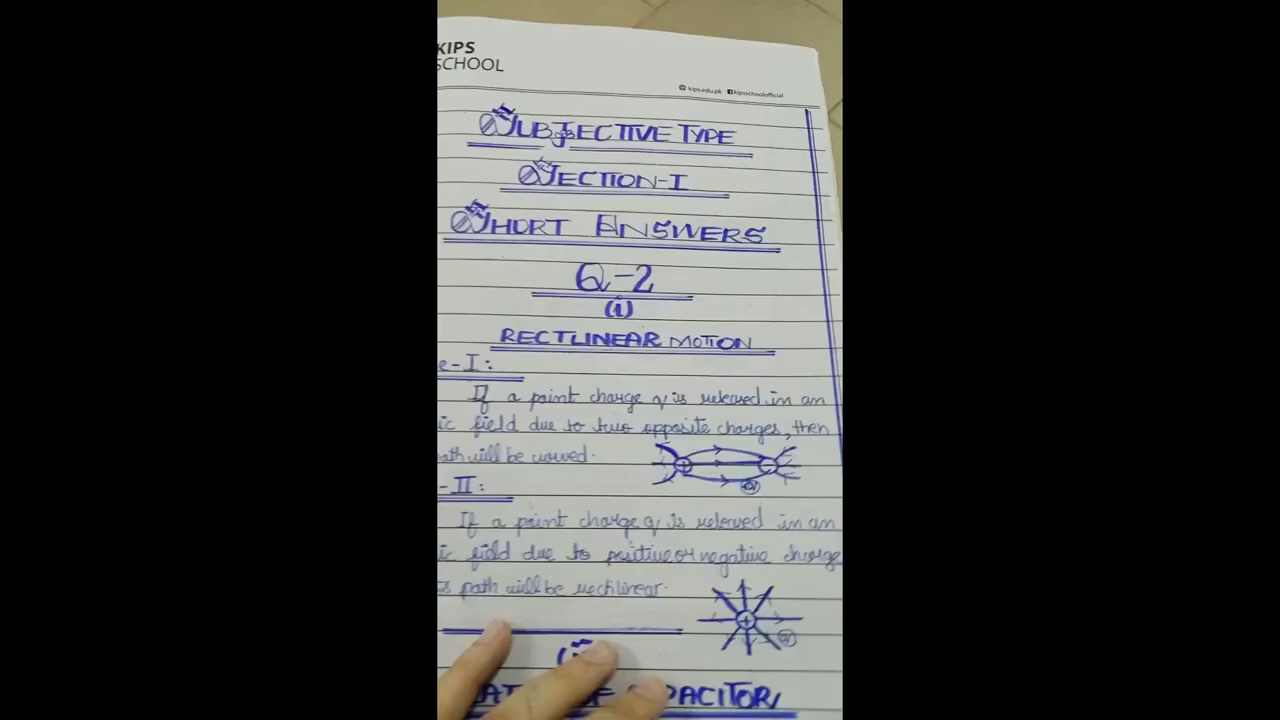 KIPS
SCHOOL
kips.edu.pk kipsschoolofficial
SUBJECTIVE TYPE
SECTION-I
SHORT ANSWERS
Q-2
(i)
RECTLINEAR MOTION
e-I:
If a point charge q is released in an
ic field due to two opposite charges, then
ath will be curved.
+ -
q
-II:
If a point charge q is released in an
ic field due to positive or negative charge
s path will be rectilinear.
+
q
PACITOR